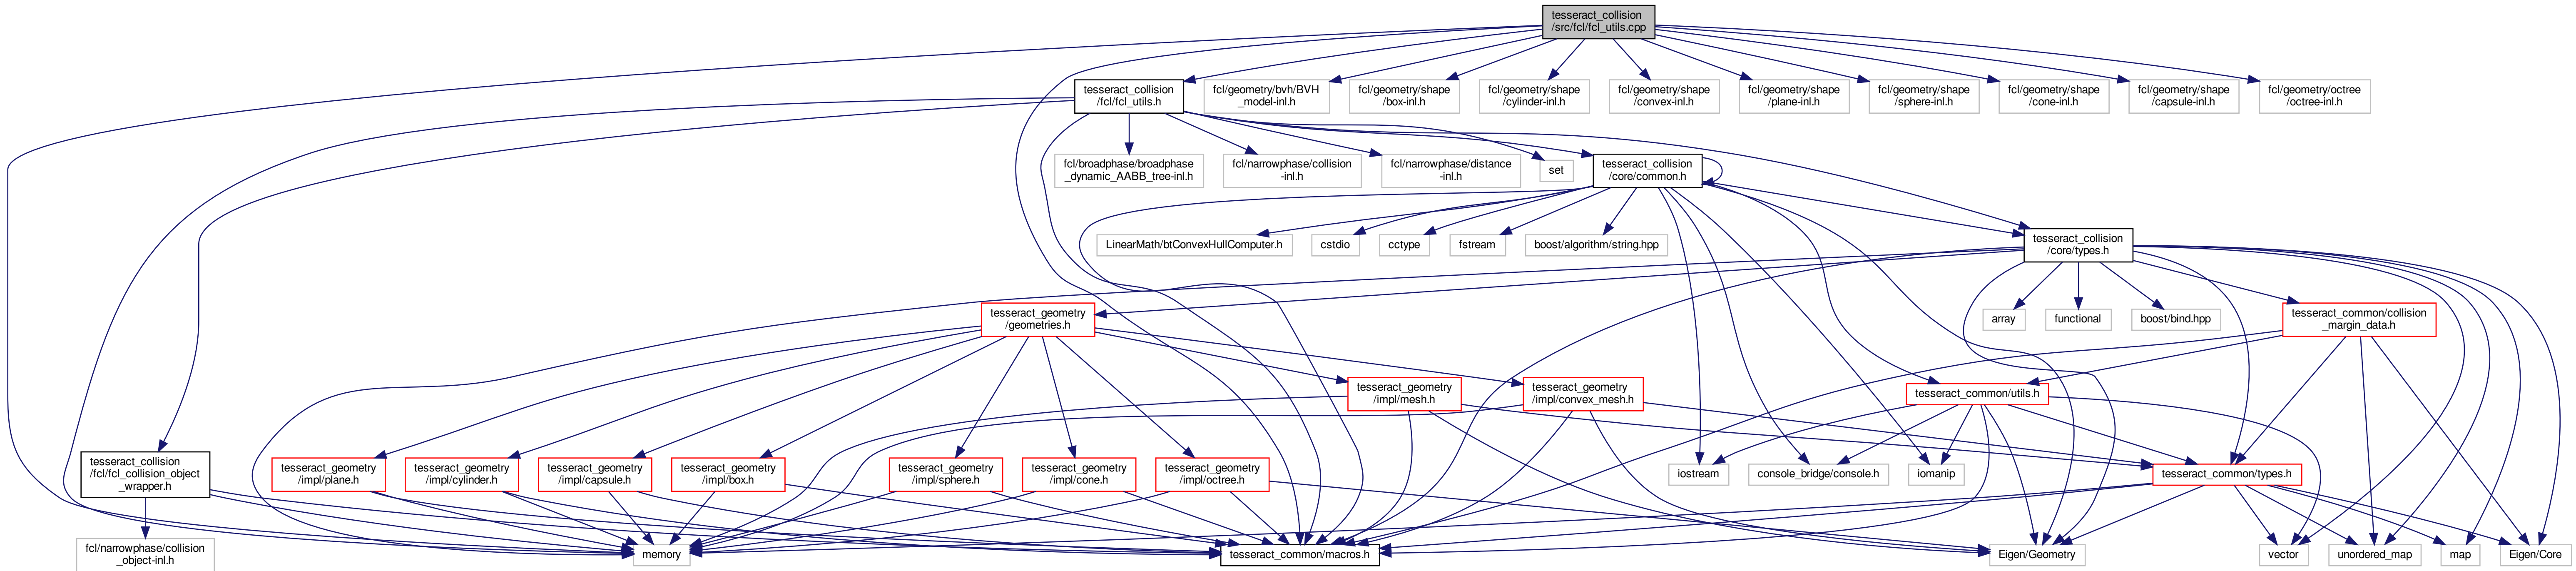 tesseract_collision
/src/fcl/fcl_utils.cpp
tesseract_collision
/fcl/fcl_utils.h
fcl/geometry/bvh/BVH
_model-inl.h
fcl/geometry/shape
/box-inl.h
fcl/geometry/shape
/cylinder-inl.h
fcl/geometry/shape
/convex-inl.h
fcl/geometry/shape
/plane-inl.h
fcl/geometry/shape
/sphere-inl.h
fcl/geometry/shape
/cone-inl.h
fcl/geometry/shape
/capsule-inl.h
fcl/geometry/octree
/octree-inl.h
fcl/broadphase/broadphase
_dynamic_AABB_tree-inl.h
fcl/narrowphase/collision
-inl.h
fcl/narrowphase/distance
-inl.h
set
tesseract_collision
/core/common.h
LinearMath/btConvexHullComputer.h
cstdio
cctype
fstream
boost/algorithm/string.hpp
tesseract_collision
/core/types.h
tesseract_geometry
/geometries.h
array
functional
boost/bind.hpp
tesseract_common/collision
_margin_data.h
tesseract_geometry
/impl/mesh.h
tesseract_geometry
/impl/convex_mesh.h
tesseract_common/utils.h
tesseract_collision
/fcl/fcl_collision_object
_wrapper.h
tesseract_geometry
/impl/plane.h
tesseract_geometry
/impl/cylinder.h
tesseract_geometry
/impl/capsule.h
tesseract_geometry
/impl/box.h
tesseract_geometry
/impl/sphere.h
tesseract_geometry
/impl/cone.h
tesseract_geometry
/impl/octree.h
iostream
console_bridge/console.h
iomanip
tesseract_common/types.h
fcl/narrowphase/collision
_object-inl.h
memory
tesseract_common/macros.h
Eigen/Geometry
vector
unordered_map
map
Eigen/Core